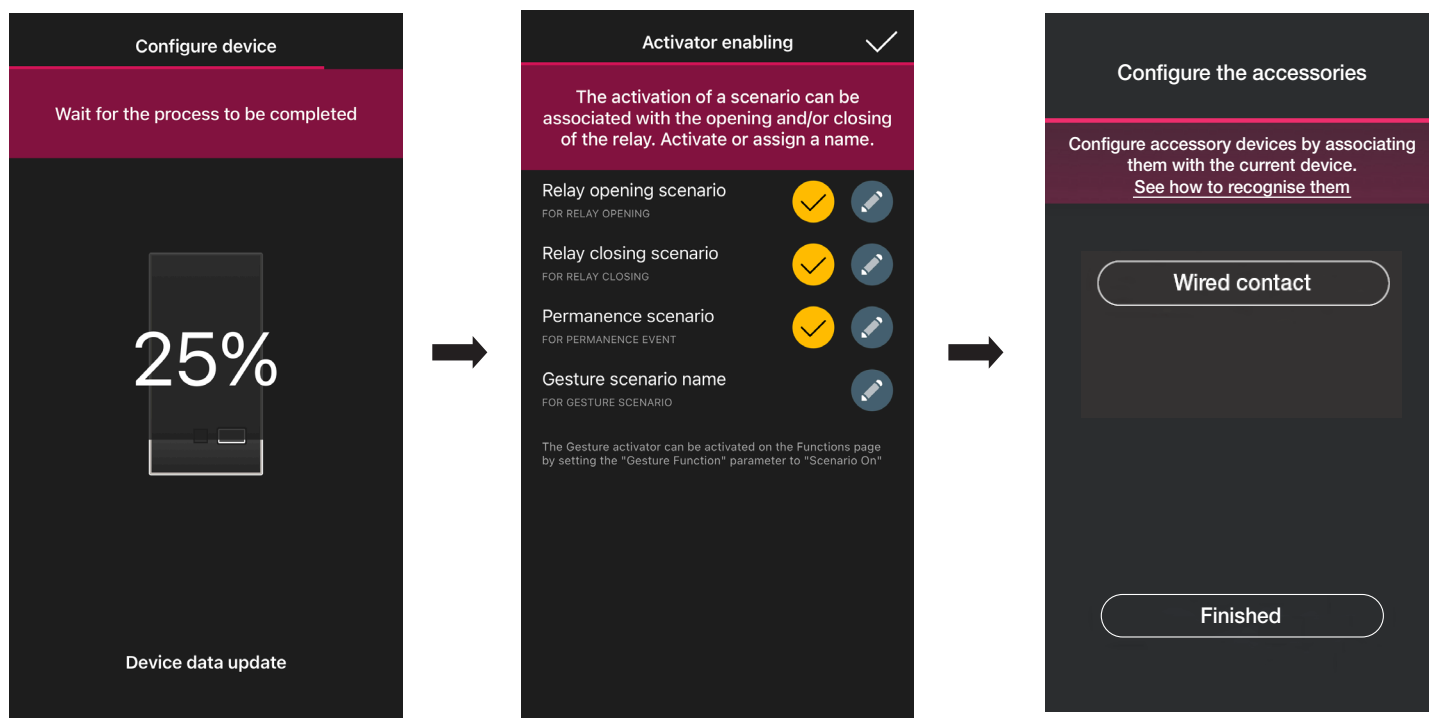 Configure device
Wait for the process to be completed
25%
Device data update
Activator enabling
The activation of a scenario can be
associated with the opening and/or closing
of the relay. Activate or assign a name.
Relay opening scenario
FOR RELAY OPENING
Relay closing scenario
FOR RELAY CLOSING
Permanence scenario
FOR PERMANENCE EVENT
Gesture scenario name
FOR GESTURE SCENARIO
The Gesture activator can be activated on the Functions page
by setting the "Gesture Function" parameter to "Scenario On"
Configure the accessories
Configure accessory devices by associating
them with the current device.
See how to recognise them
Wired contact
Finished